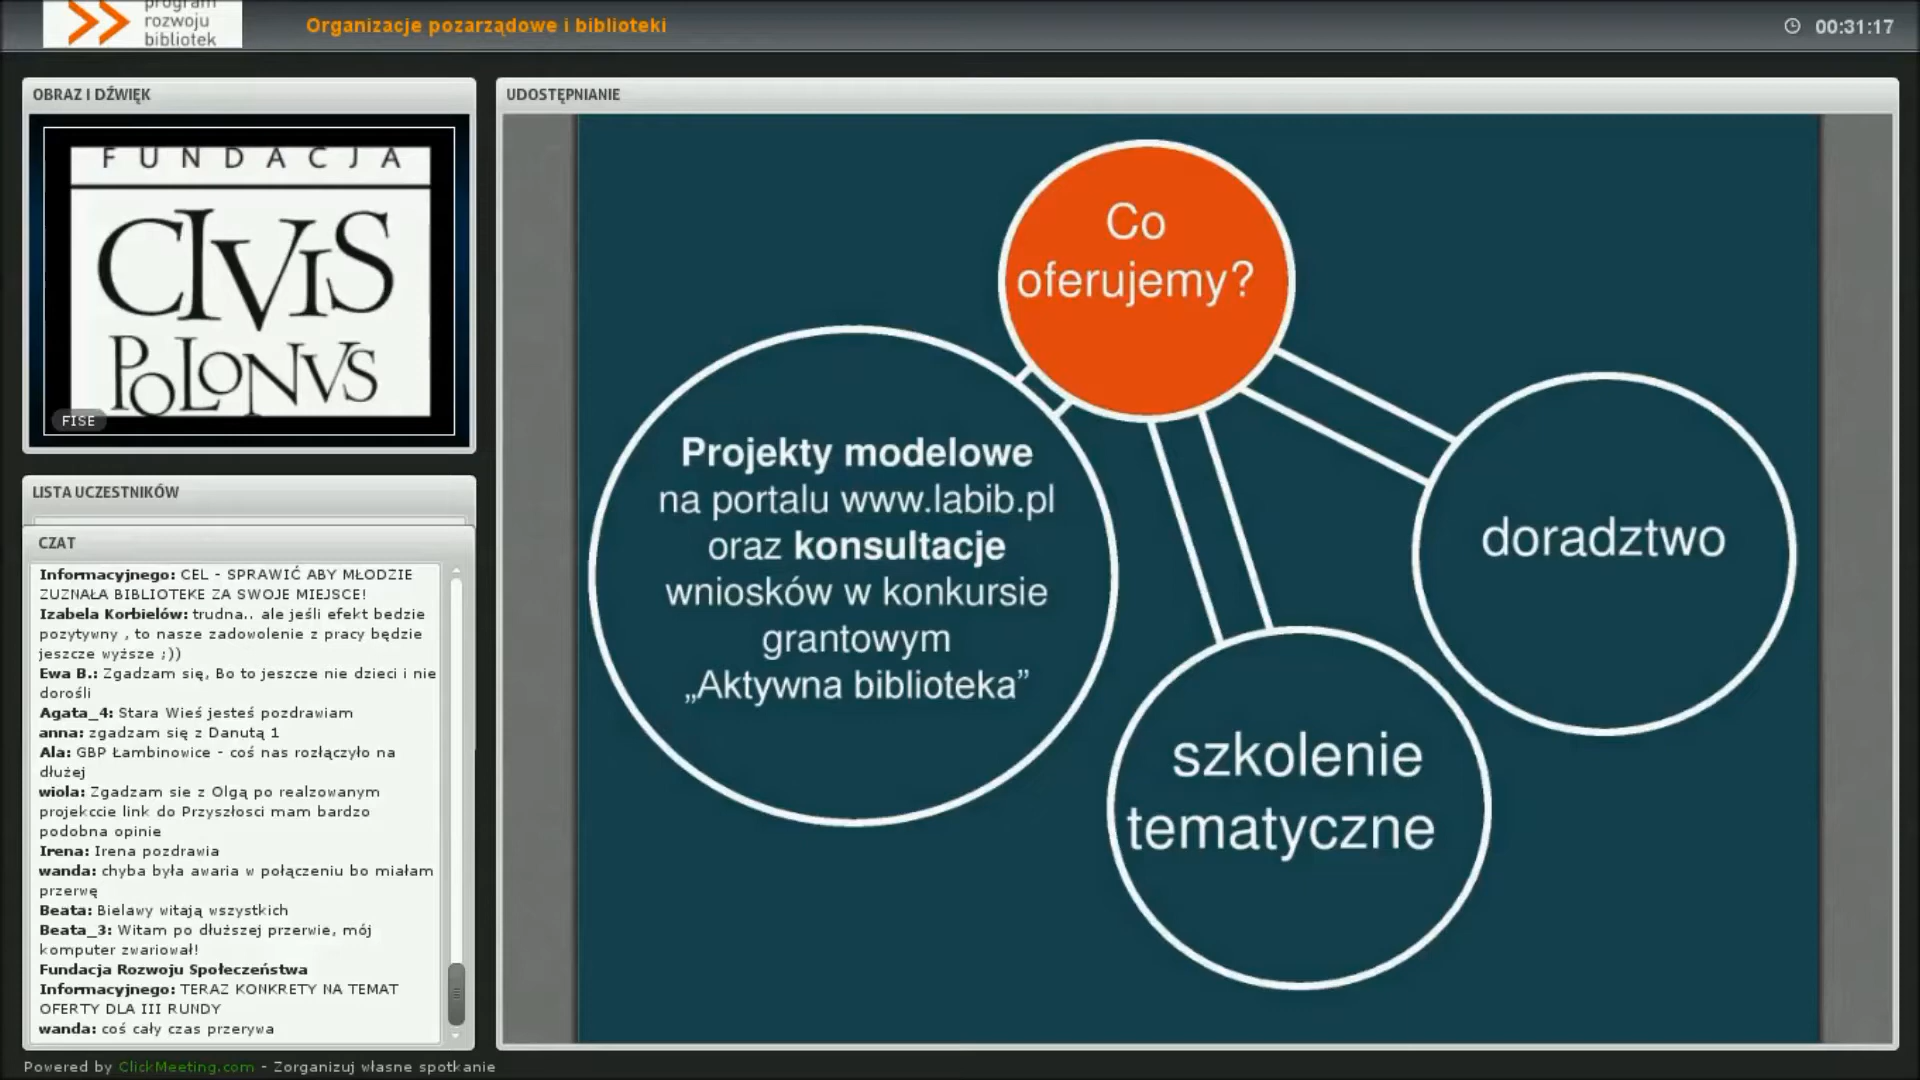 program
rozwoju
bibliotek
Organizacje pozarządowe i biblioteki
00:31:17
OBRAZ I DŹWIĘK
FUNDACJA
CIVIS
POLONVS
FISE
LISTA UCZESTNIKÓW
CZAT
Informacyjnego: CEL - SPRAWIĆ ABY MŁODZIE
ZUZNAŁA BIBLIOTEKE ZA SWOJE MIEJSCE!
Izabela Korbielów: trudna.. ale jeśli efekt bedzie
pozytywny , to nasze zadowolenie z pracy będzie
jeszcze wyższe ;))
Ewa B.: Zgadzam się, Bo to jeszcze nie dzieci i nie
dorośli
Agata_4: Stara Wieś jesteś pozdrawiam
anna: zgadzam się z Danutą 1
Ala: GBP Łambinowice - coś nas rozłączyło na
dłużej
wiola: Zgadzam sie z Olgą po realzowanym
projekccie link do Przyszłosci mam bardzo
podobna opinie
Irena: Irena pozdrawia
wanda: chyba była awaria w połączeniu bo miałam
przerwę
Beata: Bielawy witają wszystkich
Beata_3: Witam po dłuższej przerwie, mój
komputer zwariował!
Fundacja Rozwoju Społeczeństwa
Informacyjnego: TERAZ KONKRETY NA TEMAT
OFERTY DLA III RUNDY
wanda: coś cały czas przerywa
UDOSTĘPNIANIE
Co
oferujemy?
Projekty modelowe
na portalu www.labib.pl
oraz konsultacje
wniosków w konkursie
grantowym
„Aktywna biblioteka”
doradztwo
szkolenie
tematyczne
Powered by ClickMeeting.com - Zorganizuj własne spotkanie